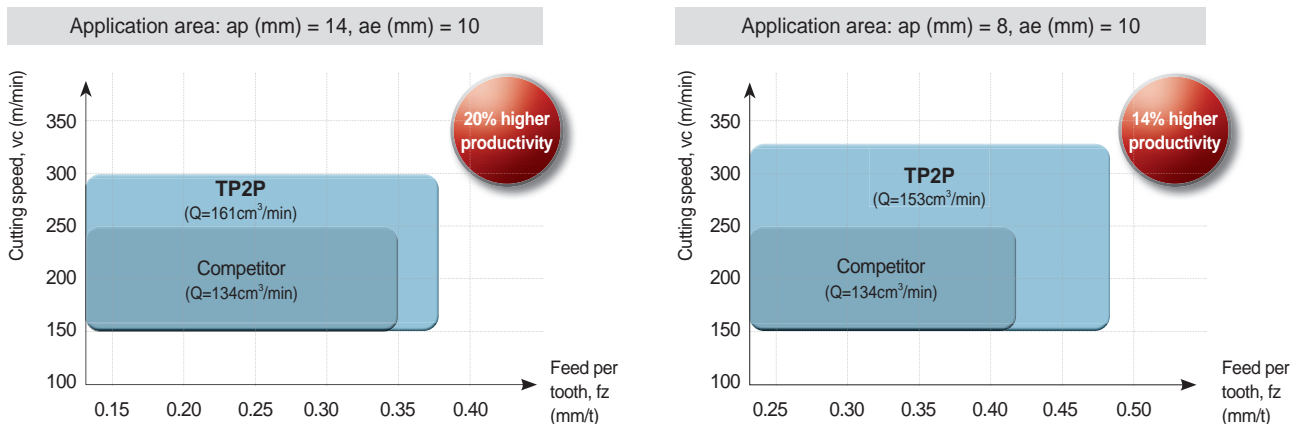 Application area: ap (mm) = 14, ae (mm) = 10
Cutting speed, vc (m/min)
350
300
250
200
150
100
20% higher
productivity
TP2P
(Q=161cm³/min)
Competitor
(Q=134cm³/min)
0.15 0.20 0.25 0.30 0.35 0.40
Feed per
tooth, fz
(mm/t)
Application area: ap (mm) = 8, ae (mm) = 10
Cutting speed, vc (m/min)
350
300
250
200
150
100
14% higher
productivity
TP2P
(Q=153cm³/min)
Competitor
(Q=134cm³/min)
0.25 0.30 0.35 0.40 0.45 0.50
Feed per
tooth, fz
(mm/t)